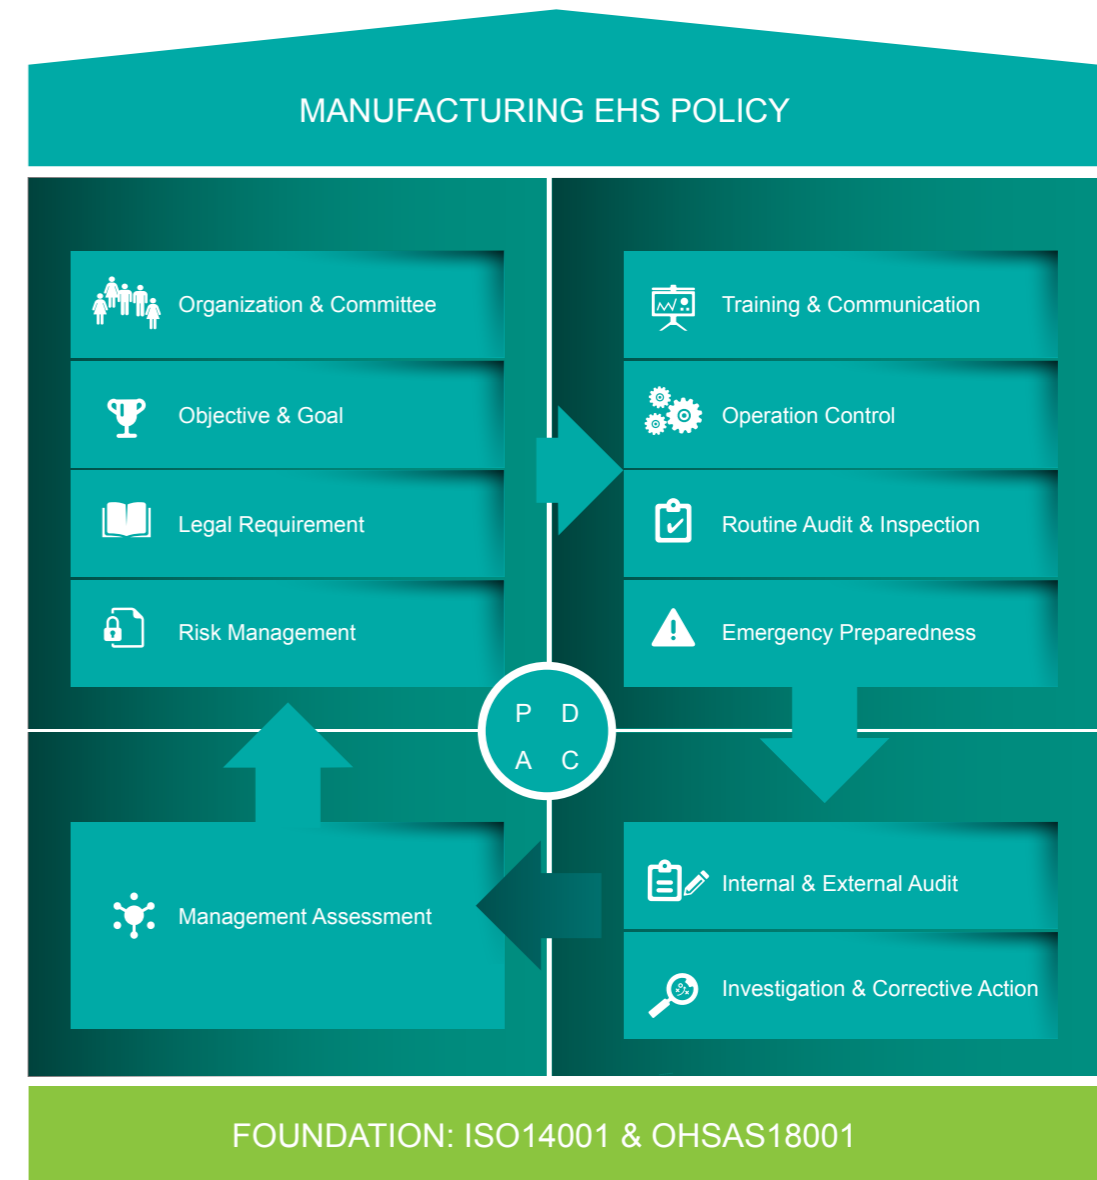 MANUFACTURING EHS POLICY
Organization & Committee
Objective & Goal
Legal Requirement
Risk Management
Training & Communication
Operation Control
Routine Audit & Inspection
Emergency Preparedness
P D
A C
Management Assessment
Internal & External Audit
Investigation & Corrective Action
FOUNDATION: ISO14001 & OHSAS18001